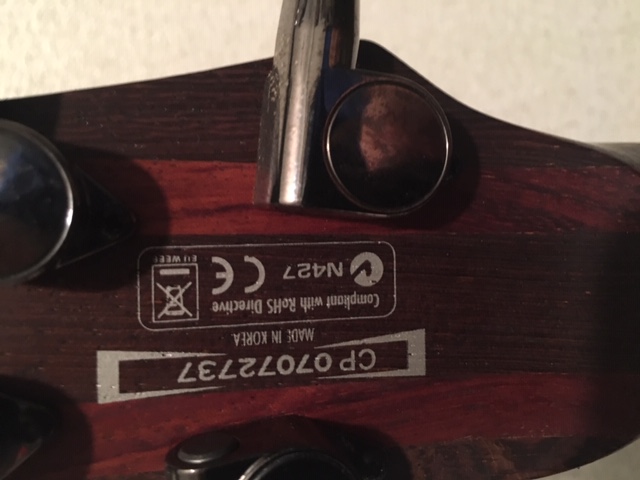 CP 07072737
MADE IN KOREA
Compliant with RoHS Directive
N427
EU WEEE